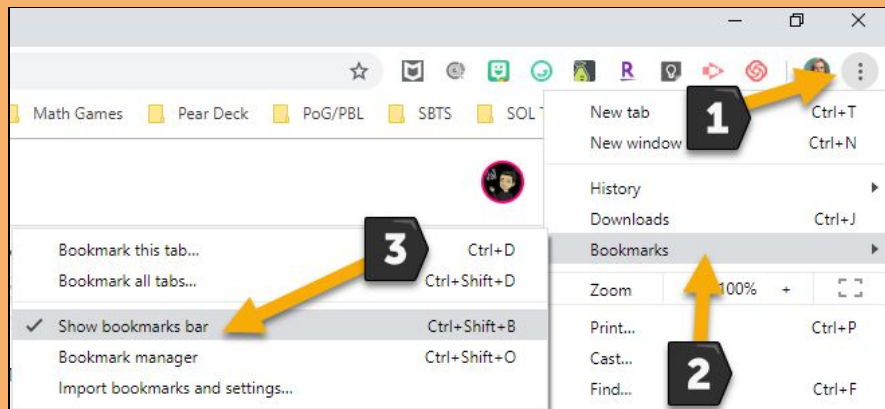 R
Math Games Pear Deck PoG/PBL SBTS SOL
New tab Ctrl+T
1
New window Ctrl+N
History
Downloads Ctrl+J
Bookmarks
Zoom 100% +
Print... Ctrl+P
Cast...
2
Find... Ctrl+F
3
Bookmark this tab... Ctrl+D
Bookmark all tabs... Ctrl+Shift+D
Show bookmarks bar Ctrl+Shift+B
Bookmark manager Ctrl+Shift+O
Import bookmarks and settings...